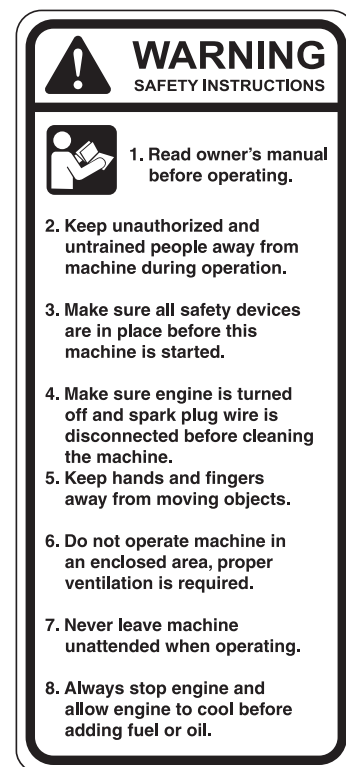 WARNING
SAFETY INSTRUCTIONS
1. Read owner's manual
before operating.
2. Keep unauthorized and
untrained people away from
machine during operation.
3. Make sure all safety devices
are in place before this
machine is started.
4. Make sure engine is turned
off and spark plug wire is
disconnected before cleaning
the machine.
5. Keep hands and fingers
away from moving objects.
6. Do not operate machine in
an enclosed area, proper
ventilation is required.
7. Never leave machine
unattended when operating.
8. Always stop engine and
allow engine to cool before
adding fuel or oil.